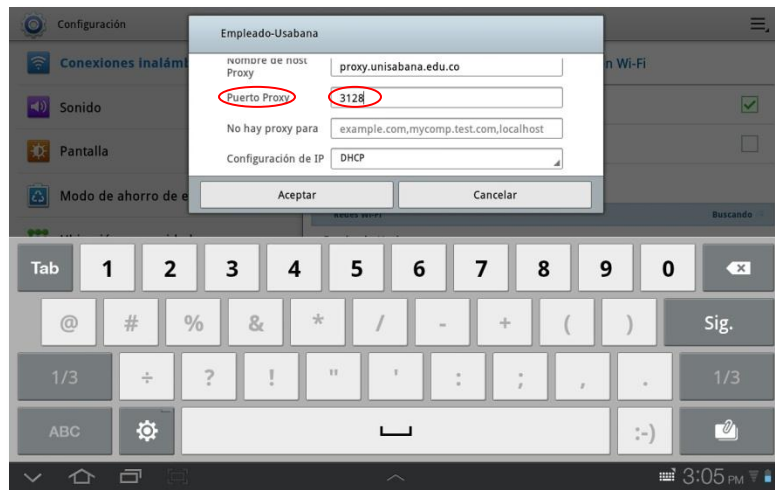 Configuración
Empleado-Usabana
Conexiones inalámb
n Wi-Fi
Nombre de host
Proxy
proxy.unisabana.edu.co
Puerto Proxy
3128
Sonido
No hay proxy para
example.com,mycomp.test.com,localhost
Pantalla
Configuración de IP
DHCP
Modo de ahorro de e
Aceptar
Cancelar
Redes Wi-Fi
Buscando
Tab 1 2 3 4 5 6 7 8 9 0
@ # % & * / - + ( ) Sig.
1/3 ÷ ? ! " ' : ; , . 1/3
ABC :-)
3:05 PM